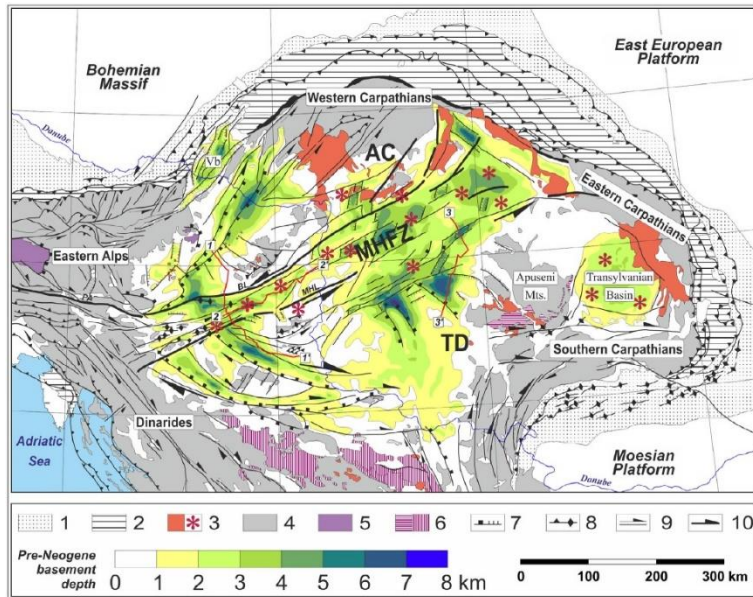 East European
Platform
Bohemian
Massif
Western Carpathians
Danube
Vb
AC
Eastern Carpathians
3
Eastern Alps
1
MHFZ
2'
BL
MHL
Apuseni
Mts.
Transylvanian
Basin
2
3'
1'
TD
Southern Carpathians
Dinarides
Adriatic
Sea
Moesian
Platform
Danube
1 2 3 4 5 6 7 8 9 10
Pre-Neogene
basement
depth
0 1 2 3 4 5 6 7 8 km
0 100 200 300 km